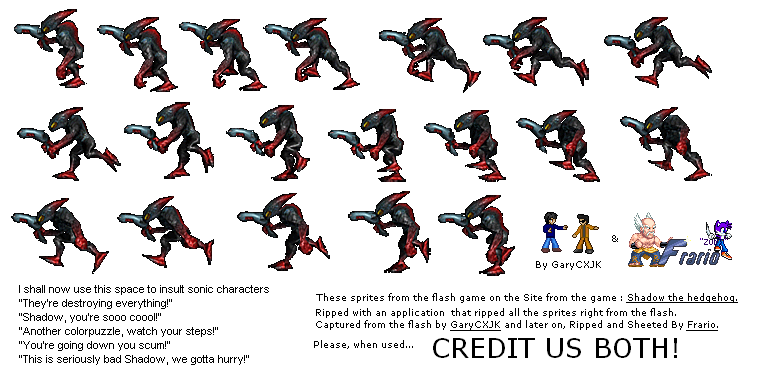 By GaryCXJK
&
"200
Frario
I shall now use this space to insult sonic characters
"They're destroying everything!"
"Shadow, you're sooo coool!"
"Another colorpuzzle, watch your steps!"
"You're going down you scum!"
"This is seriously bad Shadow, we gotta hurry!"
These sprites from the flash game on the Site from the game : Shadow the hedgehog.
Ripped with an application that ripped all the sprites right from the flash.
Captured from the flash by GaryCXJK and later on, Ripped and Sheeted By Frario.
Please, when used... CREDIT US BOTH!